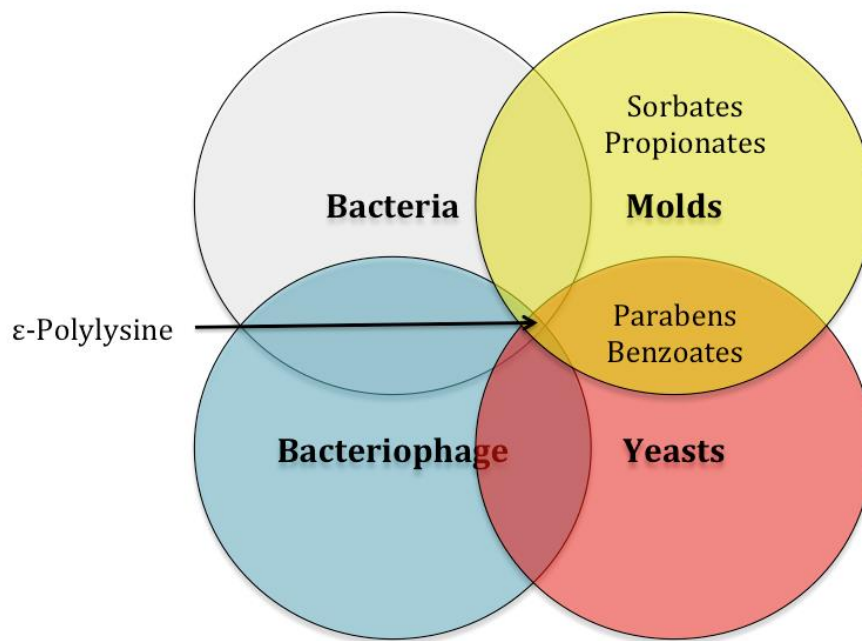 Sorbates
Propionates
Bacteria
Molds
ε-Polylysine
Parabens
Benzoates
Bacteriophage
Yeasts